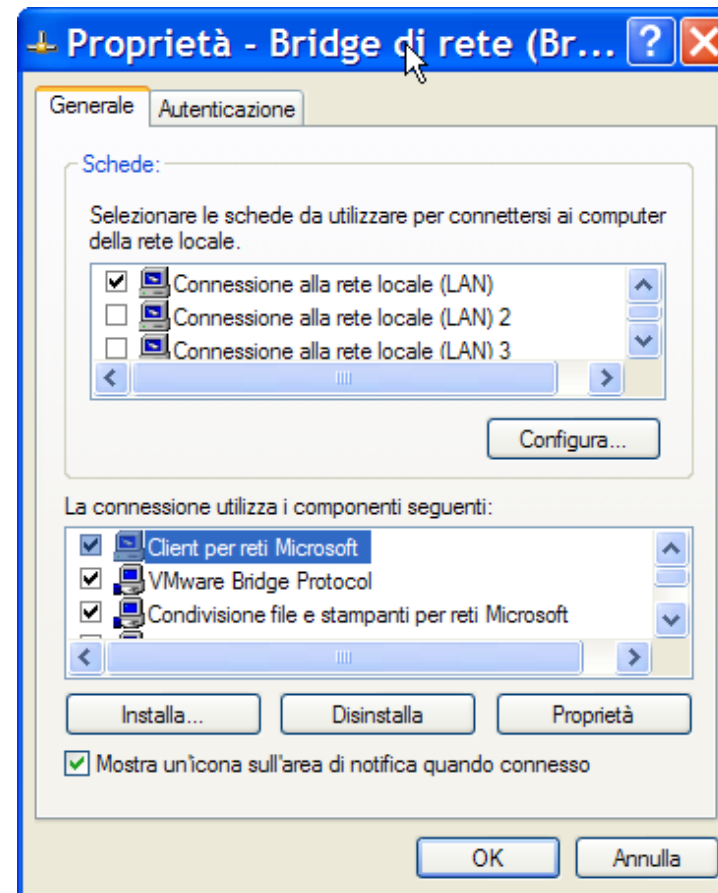 Proprietà - Bridge di rete (Br...
Generale
Autenticazione
Schede:
Selezionare le schede da utilizzare per connettersi ai computer
della rete locale.
Connessione alla rete locale (LAN)
Connessione alla rete locale (LAN) 2
Connessione alla rete locale (LAN) 3
Configura...
La connessione utilizza i componenti seguenti:
Client per reti Microsoft
VMware Bridge Protocol
Condivisione file e stampanti per reti Microsoft
Installa...
Disinstalla
Proprietà
Mostra un'icona sull'area di notifica quando connesso
OK
Annulla